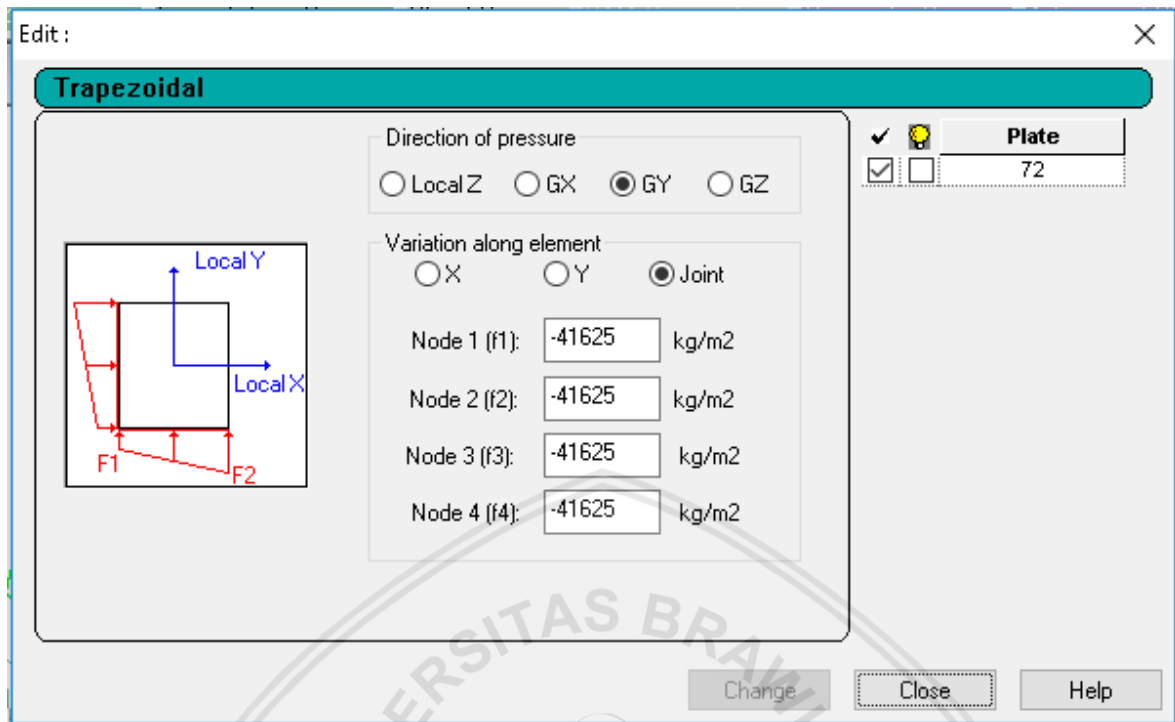 Edit :
Trapezoidal
Direction of pressure
Local Z GX GY GZ
Variation along element
X Y Joint
Node 1 (f1): -41625 kg/m2
Node 2 (f2): -41625 kg/m2
Node 3 (f3): -41625 kg/m2
Node 4 (f4): -41625 kg/m2
Local Y
Local X
F1
F2
Plate
72
ERSITAS BRAW
Change Close Help